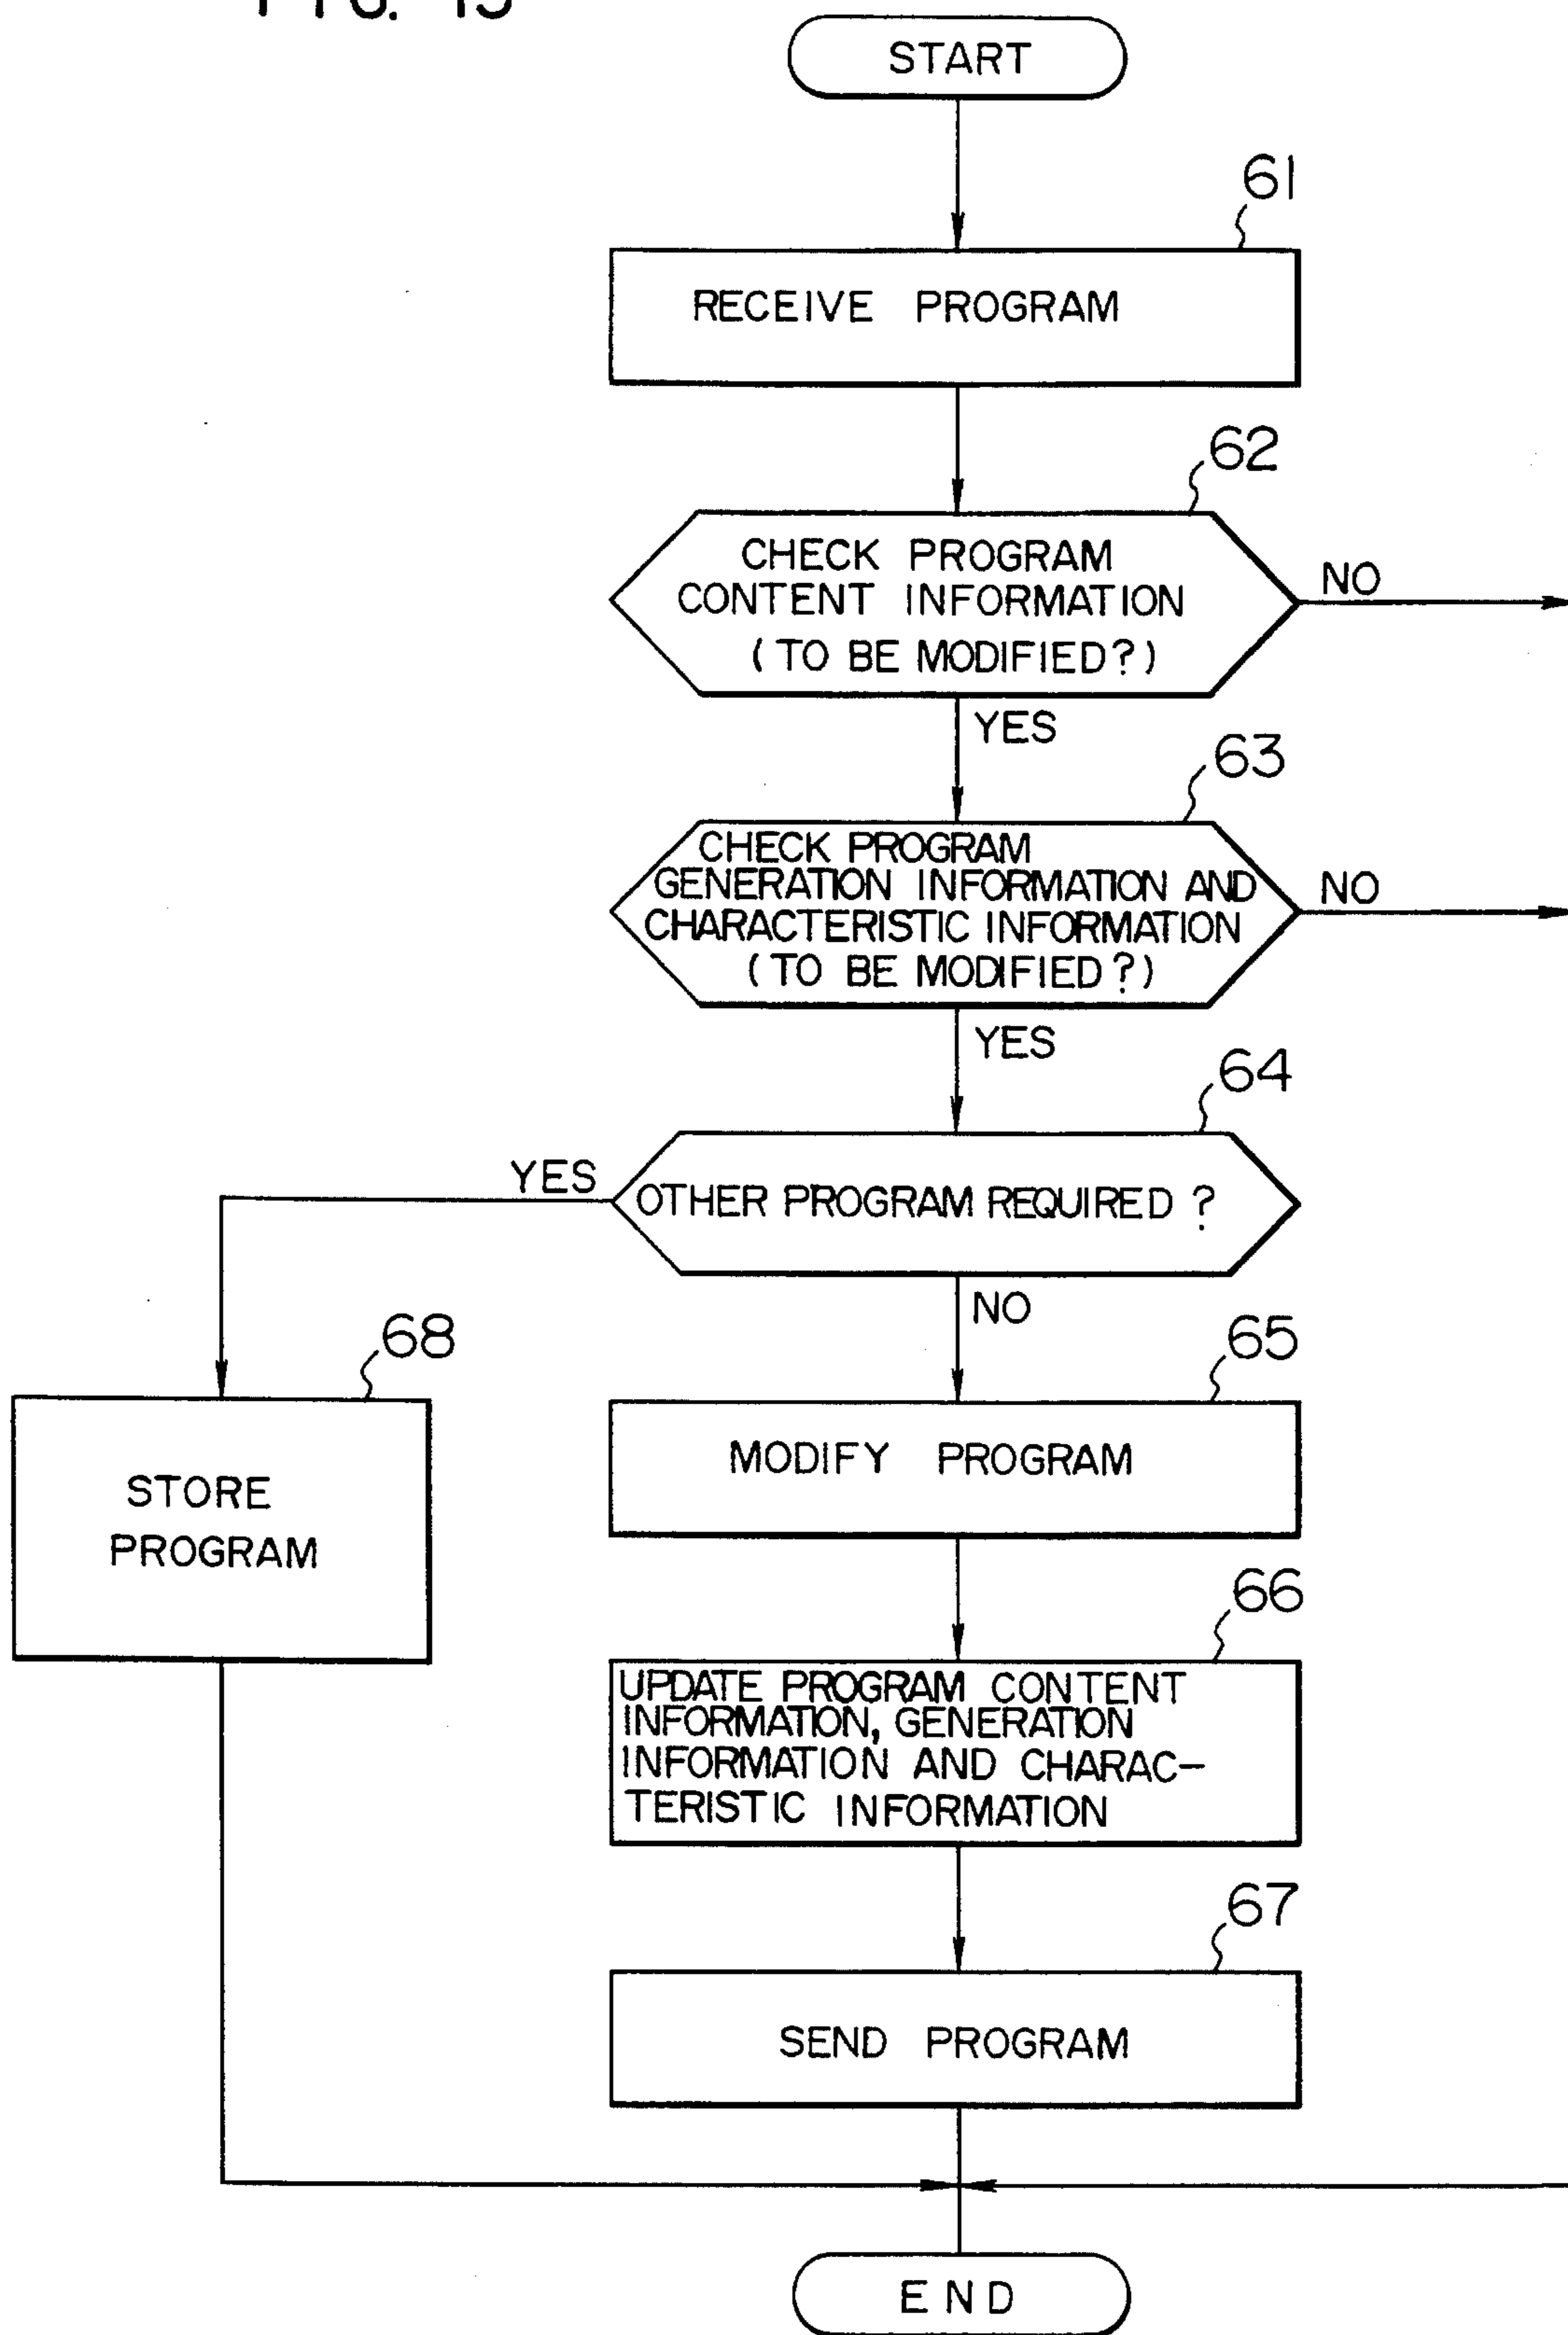 START
61
RECEIVE PROGRAM
62
CHECK PROGRAM
CONTENT INFORMATION
(TO BE MODIFIED?)
NO
YES
63
CHECK PROGRAM
GENERATION INFORMATION AND
CHARACTERISTIC INFORMATION
(TO BE MODIFIED?)
NO
YES
64
YES
OTHER PROGRAM REQUIRED ?
NO
68
STORE
PROGRAM
65
MODIFY PROGRAM
66
UPDATE PROGRAM CONTENT
INFORMATION, GENERATION
INFORMATION AND CHARAC-
TERISTIC INFORMATION
67
SEND PROGRAM
END